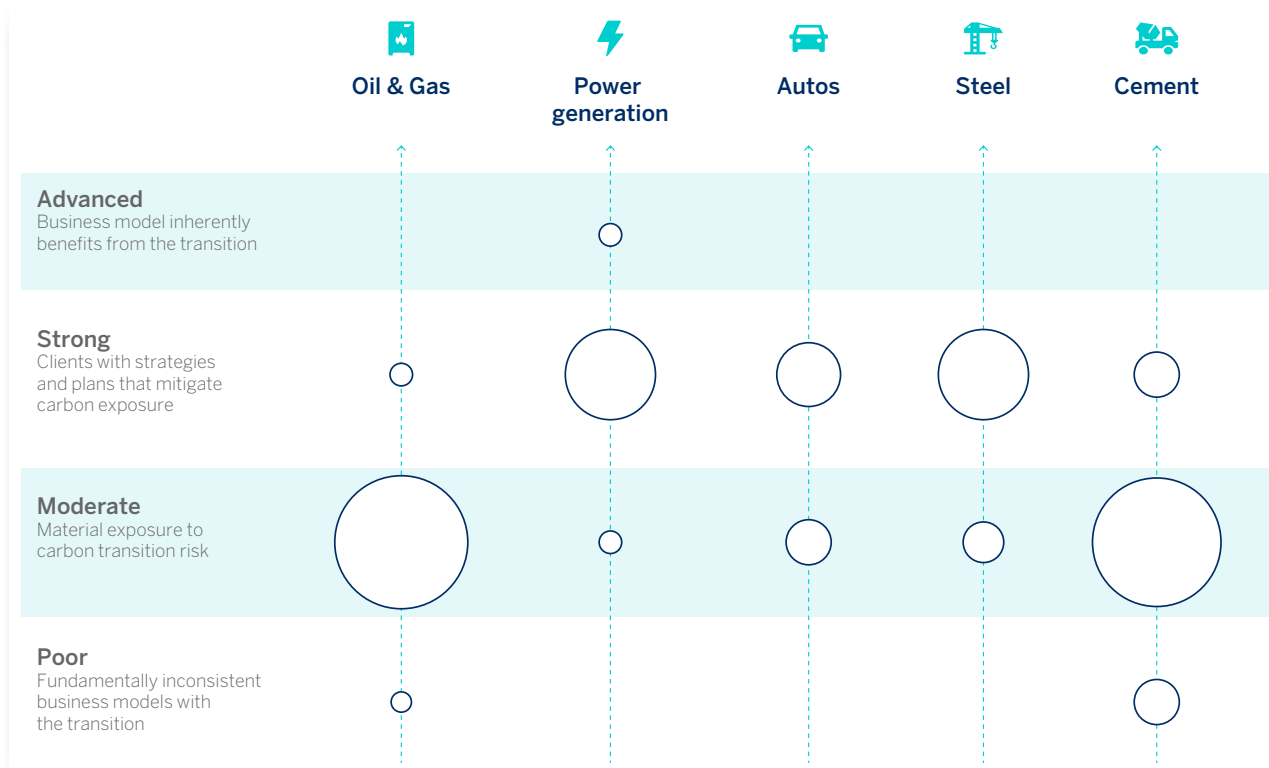 Oil & Gas
Power
generation
Autos
Steel
Cement
Advanced
Business model inherently
benefits from the transition
Strong
Clients with strategies
and plans that mitigate
carbon exposure
Moderate
Material exposure to
carbon transition risk
Poor
Fundamentally inconsistent
business models with
the transition